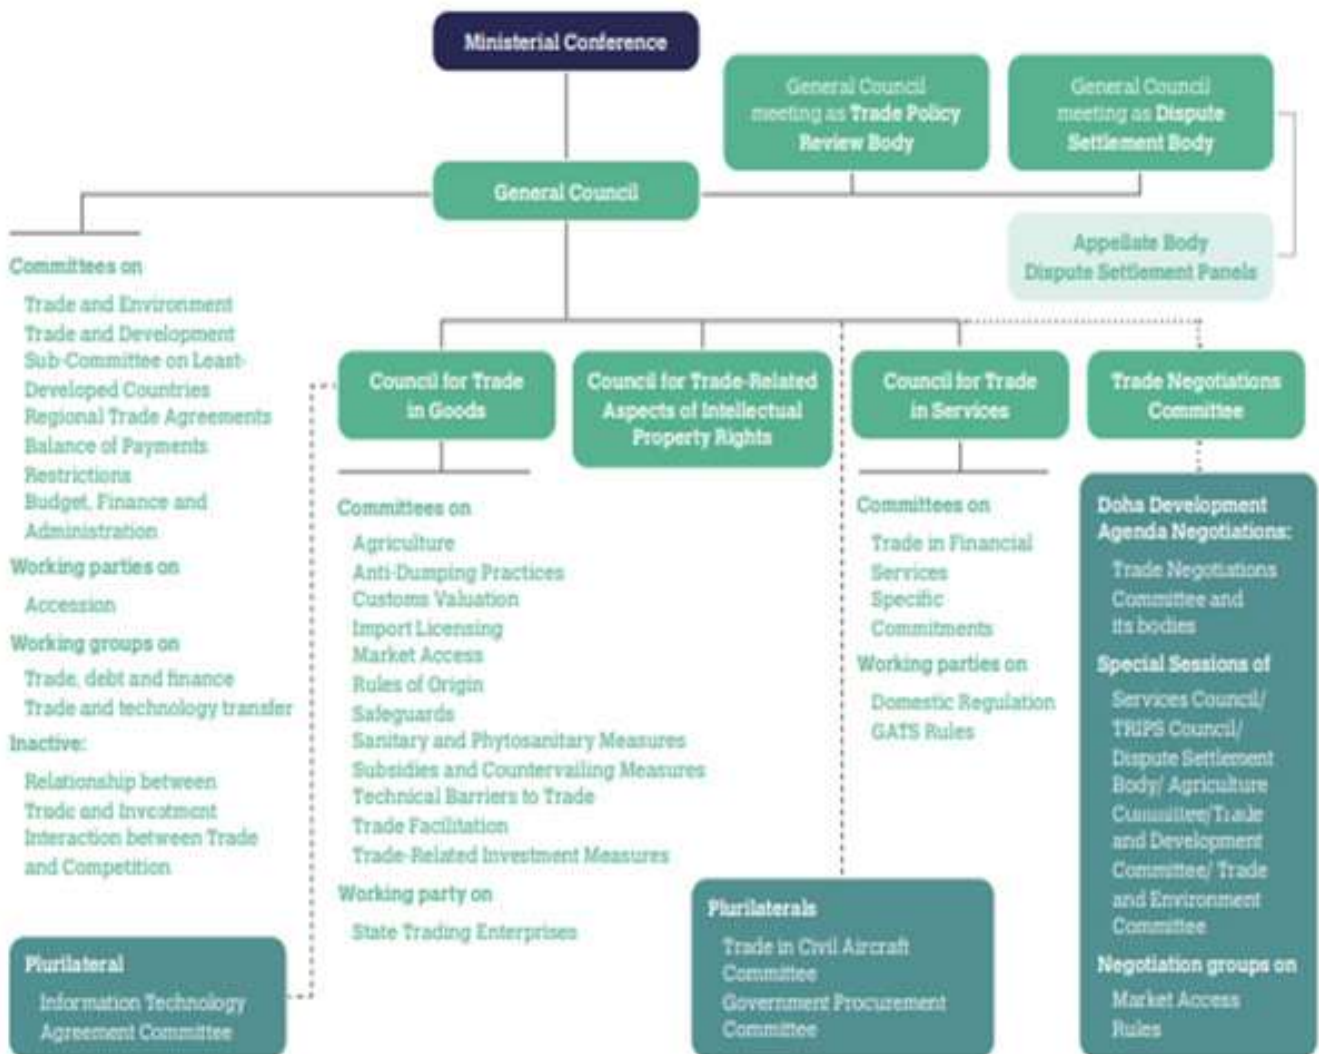 Ministerial Conference
General Council
meeting as Trade Policy
Review Body
General Council
meeting as Dispute
Settlement Body
General Council
Appellate Body
Dispute Settlement Panels
Committees on
Trade and Environment
Trade and Development
Sub-Committee on Least-
Developed Countries
Regional Trade Agreements
Balance of Payments
Restrictions
Budget, Finance and
Administration
Working parties on
Accession
Working groups on
Trade, debt and finance
Trade and technology transfer
Inactive:
Relationship between
Trade and Investment
Interaction between Trade
and Competition
Plurilateral
Information Technology
Agreement Committee
Council for Trade
in Goods
Committees on
Agriculture
Anti-Dumping Practices
Customs Valuation
Import Licensing
Market Access
Rules of Origin
Safeguards
Sanitary and Phytosanitary Measures
Subsidies and Countervailing Measures
Technical Barriers to Trade
Trade Facilitation
Trade-Related Investment Measures
Working party on
State Trading Enterprises
Council for Trade-Related
Aspects of Intellectual
Property Rights
Plurilaterals
Trade in Civil Aircraft
Committee
Government Procurement
Committee
Council for Trade
in Services
Committees on
Trade in Financial
Services
Specific
Commitments
Working parties on
Domestic Regulation
GATS Rules
Trade Negotiations
Committee
Doha Development
Agenda Negotiations:
Trade Negotiations
Committee and
its bodies
Special Sessions of
Services Council/
TRIPS Council/
Dispute Settlement
Body/ Agriculture
Committee/Trade
and Development
Committee/ Trade
and Environment
Committee
Negotiation groups on
Market Access
Rules